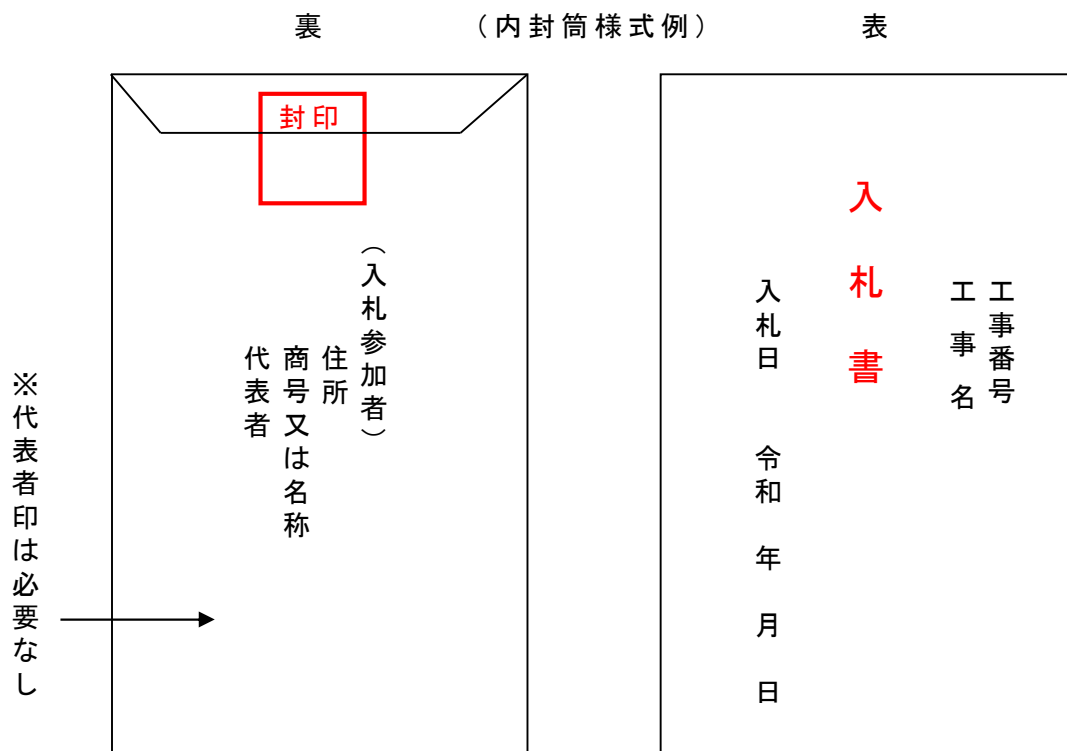 裏
（内封筒様式例）
表
封印
（入札参加者）
住所
商号又は名称
代表者
※代表者印は必要なし
工事番号
工事名
入札書
入札日 令和 年 月 日